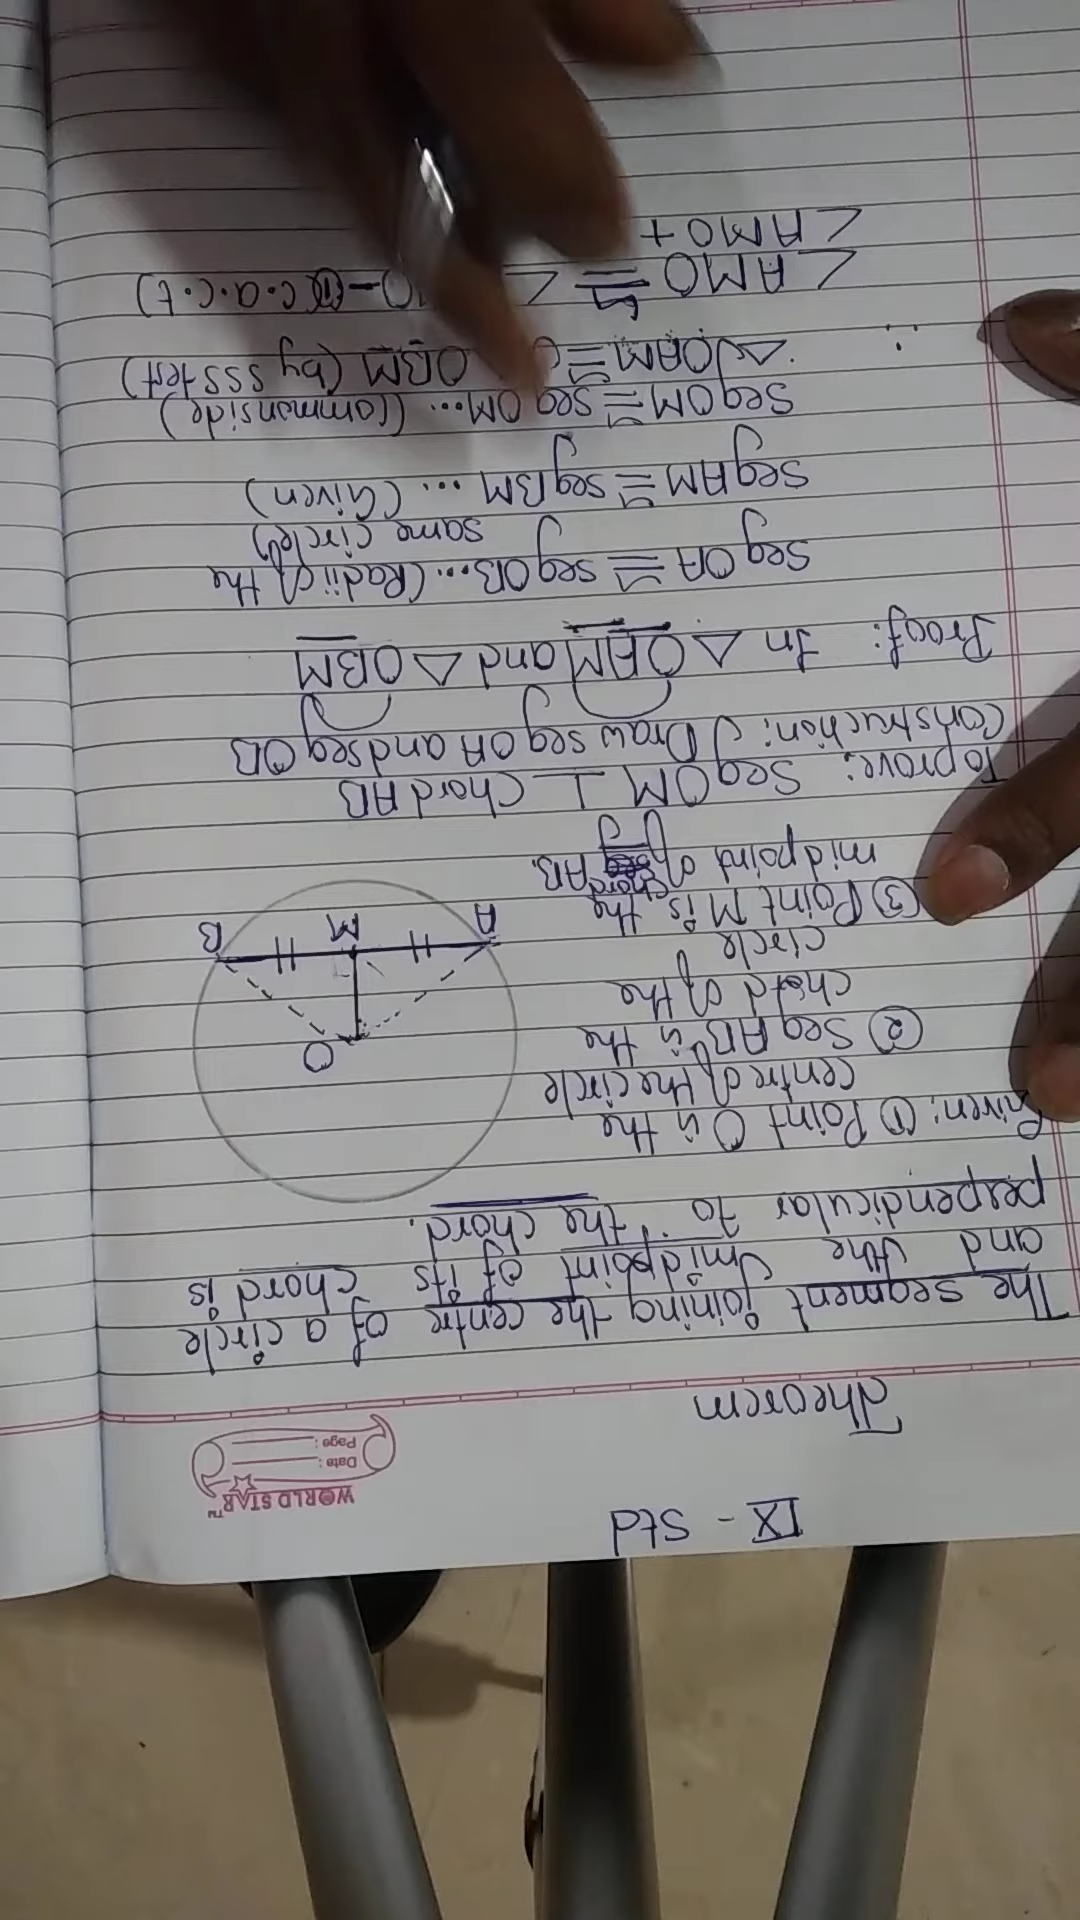 IX - Std
WORLD STAR™
Date :
Page :
Theorem
The segment joining the centre of a circle
and the midpoint of its chord is
perpendicular to the chord.
Given: ① Point O is the
centre of the circle
② Seg AB is the
chord of the
circle
③ Point M is the
midpoint of chord AB.
O
A M B
To prove: Seg OM ⊥ Chord AB
Construction: Draw seg OA and seg OB
Proof: In △ OAM and △ OBM
seg OA ≅ seg OB... (Radii of the
same circle)
seg AM ≅ seg BM ... (Given)
seg OM ≅ seg OM... (Common side)
∴ △OAM ≅ OBM (by SSS test)
∠AMO ≅ ∠ (c.a.c.t)
∠AMO +